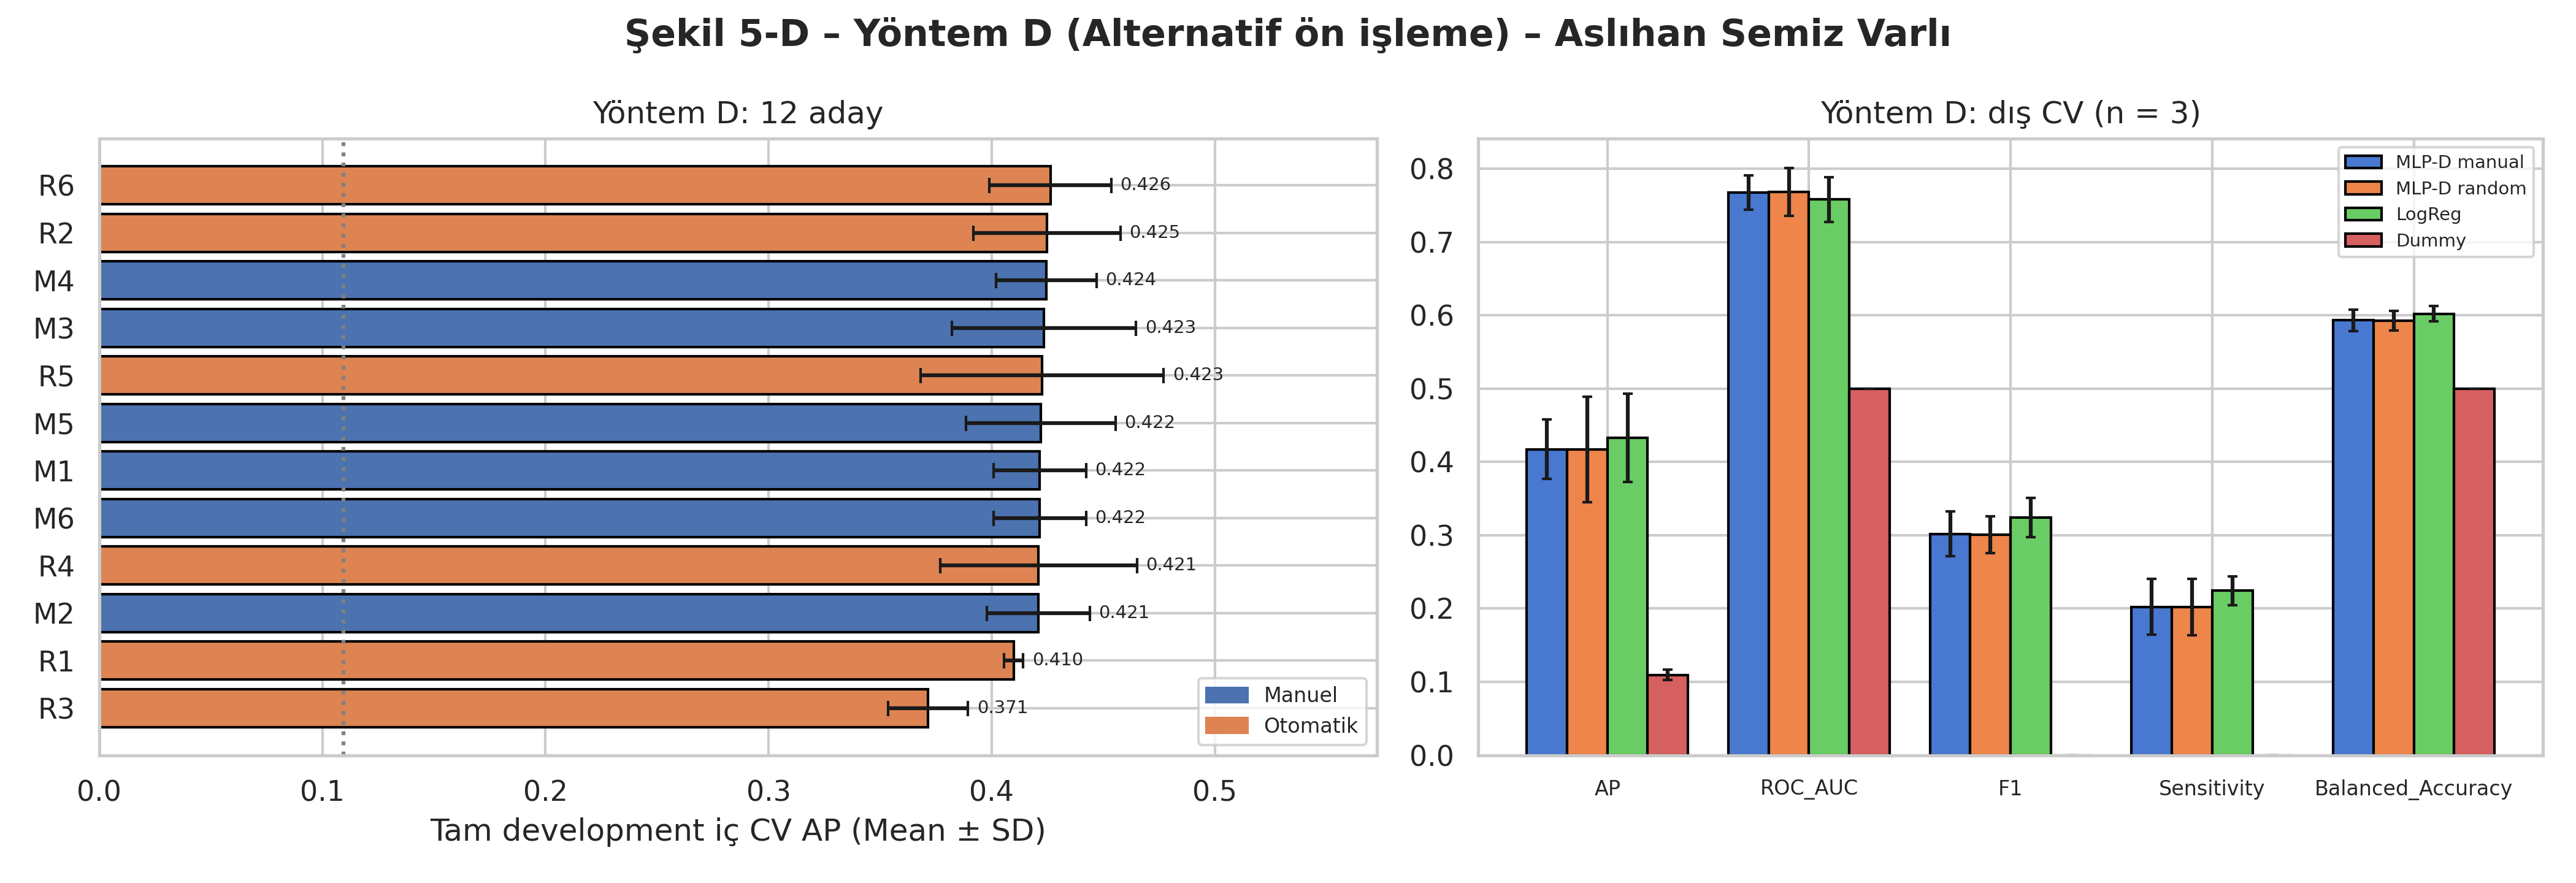 Şekil 5-D – Yöntem D (Alternatif ön işleme) – Aslıhan Semiz Varlı
Yöntem D: 12 aday
R6
0.426
R2
0.425
M4
0.424
M3
0.423
R5
0.423
M5
0.422
M1
0.422
M6
0.422
R4
0.421
M2
0.421
R1
0.410
R3
0.371
Manuel
Otomatik
0.0 0.1 0.2 0.3 0.4 0.5
Tam development iç CV AP (Mean ± SD)
Yöntem D: dış CV (n = 3)
MLP-D manual
MLP-D random
LogReg
Dummy
0.8
0.7
0.6
0.5
0.4
0.3
0.2
0.1
0.0
AP ROC_AUC F1 Sensitivity Balanced_Accuracy